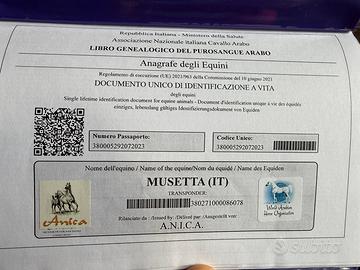 Repubblica Italiana - Ministero della Salute
Associazione Nazionale italiana Cavallo Arabo
LIBRO GENEALOGICO DEL PUROSANGUE ARABO
Anagrafe degli Equini
Regolamento di esecuzione (UE) 2021/963 della Commissione del 10 giugno 2021
DOCUMENTO UNICO DI IDENTIFICAZIONE A VITA
degli equini
Single lifetime identification document for equine animals - Document d'identification unique à vie des équidés
einziges, lebenslang gültiges Identifizierungsdokument von Equiden
Numero Passaporto:
380005292072023
Codice Unico:
380005292072023
Nome dell'equino / Name of the equine/Nom du équidé / Name des Equiden
MUSETTA (IT)
TRANSPONDER:
380271000086078
Rilasciato da :/Issued by: /Délivré par: /Ausgestellt von:
A.N.I.C.A.
Anica
World Arabian
Horse Organization
Subito